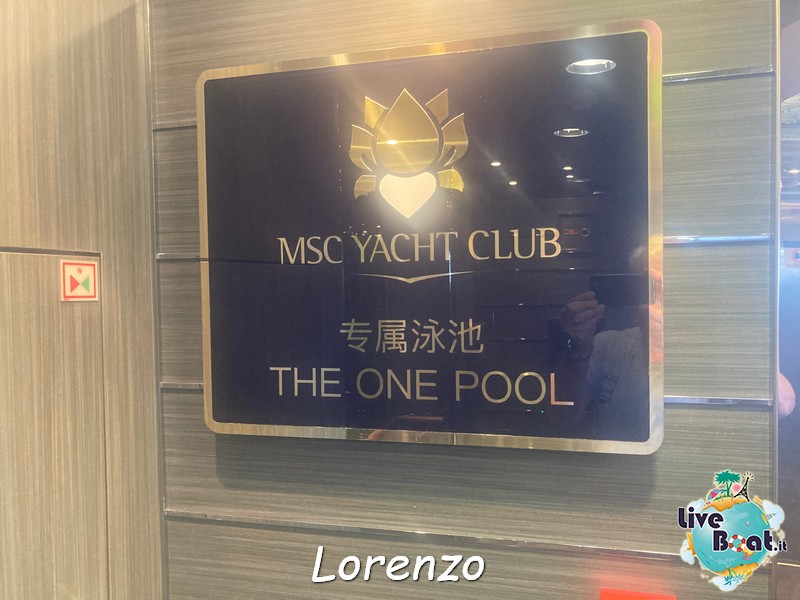 MSC YACHT CLUB
专属泳池
THE ONE POOL
Lorenzo
Live
Boat.it